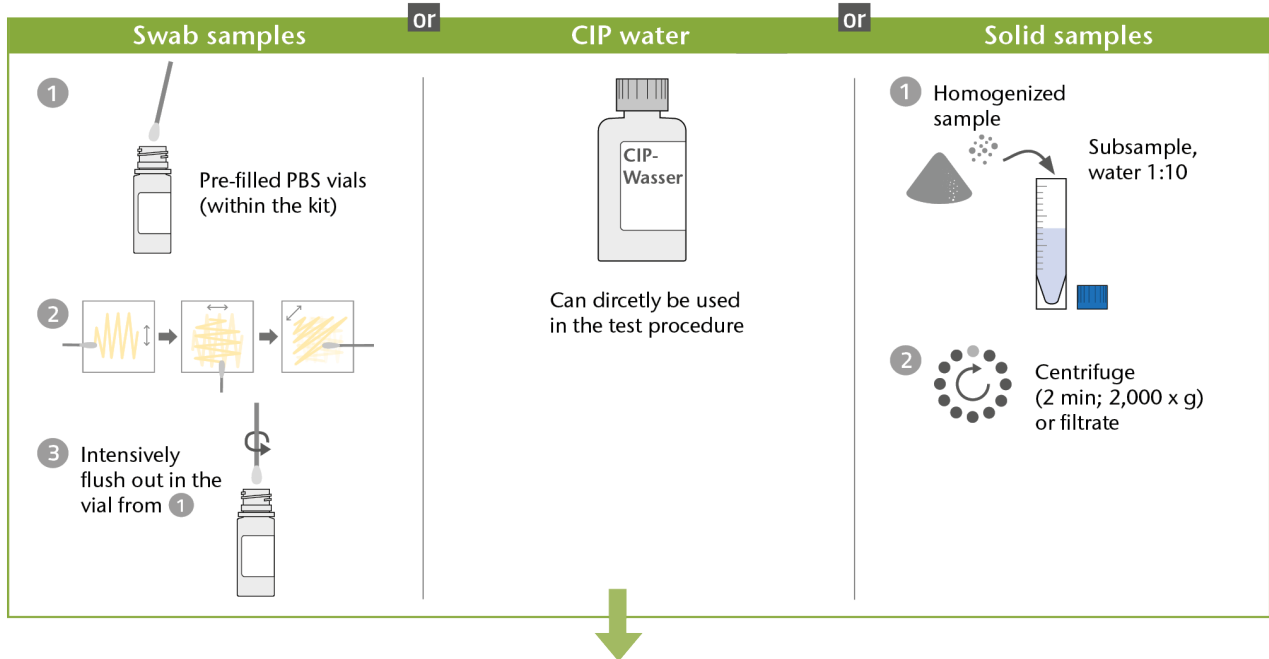 Swab samples
or
CIP water
or
Solid samples
1
Pre-filled PBS vials
(within the kit)
2
3
Intensively
flush out in the
vial from 1
CIP-
Wasser
Can dircetly be used
in the test procedure
1
Homogenized
sample
Subsample,
water 1:10
2
Centrifuge
(2 min; 2,000 x g)
or filtrate